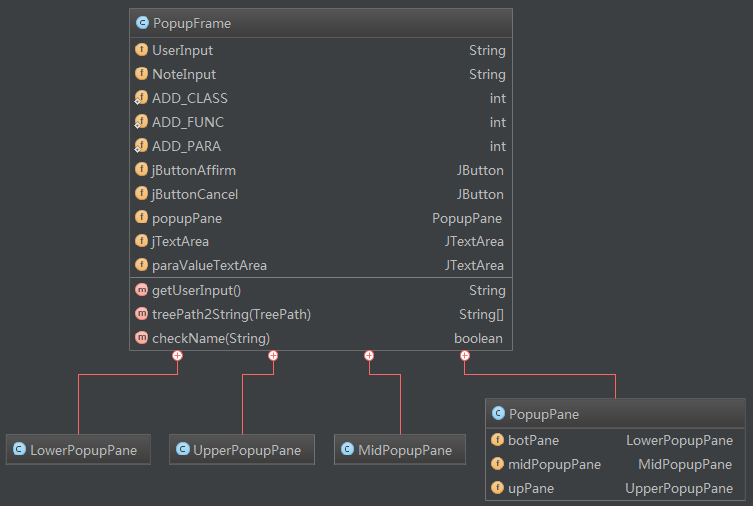 PopupFrame
UserInput String
NoteInput String
ADD_CLASS int
ADD_FUNC int
ADD_PARA int
jButtonAffirm JButton
jButtonCancel JButton
popupPane PopupPane
jTextArea JTextArea
paraValueTextArea JTextArea
getUserInput() String
treePath2String(TreePath) String[]
checkName(String) boolean
LowerPopupPane
UpperPopupPane
MidPopupPane
PopupPane
botPane LowerPopupPane
midPopupPane MidPopupPane
upPane UpperPopupPane